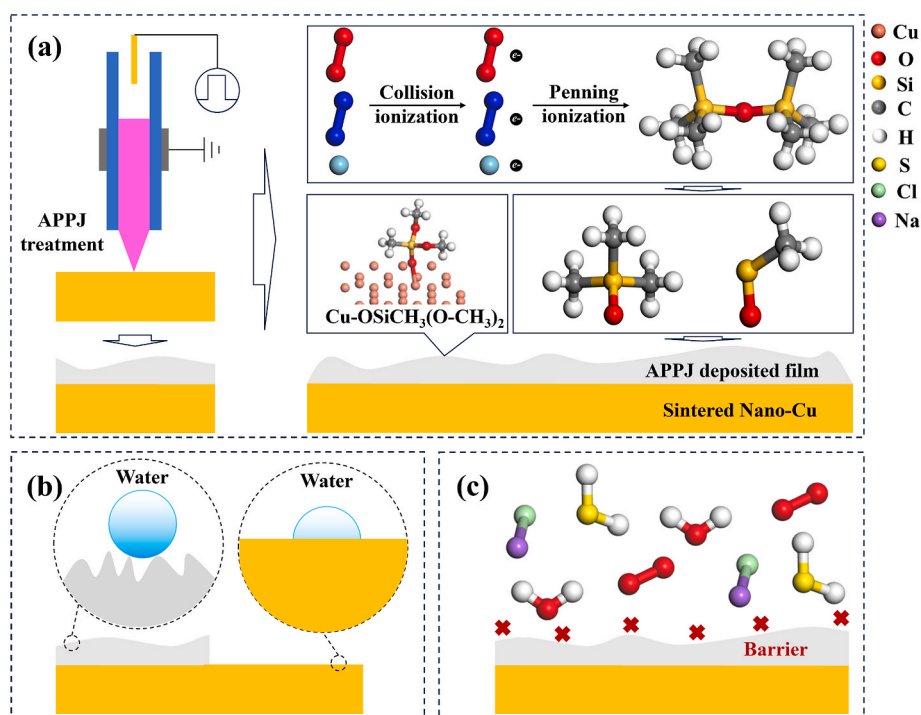 (a)
APPJ
treatment
Collision
ionization
e-
e-
e-
Penning
ionization
Cu-OSiCH₃(O-CH₃)₂
APPJ deposited film
Sintered Nano-Cu
Cu
O
Si
C
H
S
Cl
Na
(b)
Water
Water
(c)
Barrier